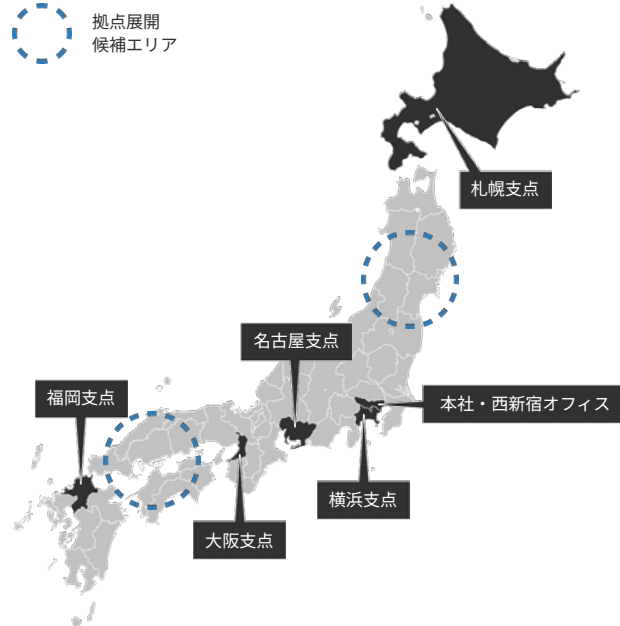 拠点展開
候補エリア
札幌支点
名古屋支点
福岡支点
本社・西新宿オフィス
横浜支点
大阪支点